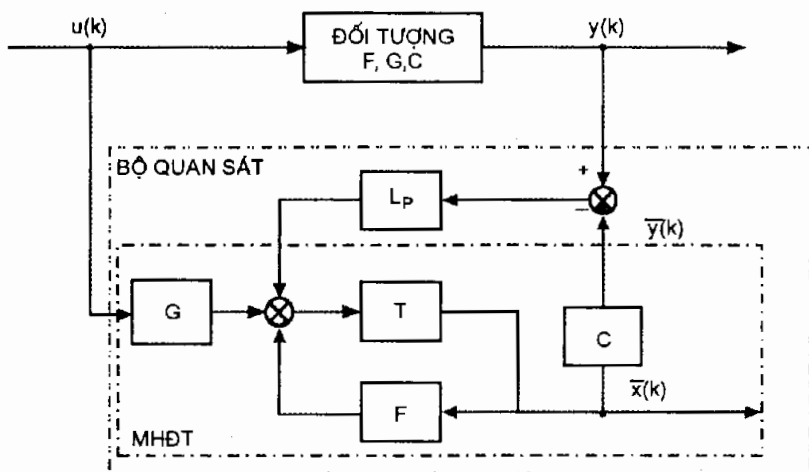 u(k)
ĐỐI TƯỢNG
F, G,C
y(k)
BỘ QUAN SÁT
+
L_P
–
y̅(k)
G
T
C
F
x̅(k)
MHĐT